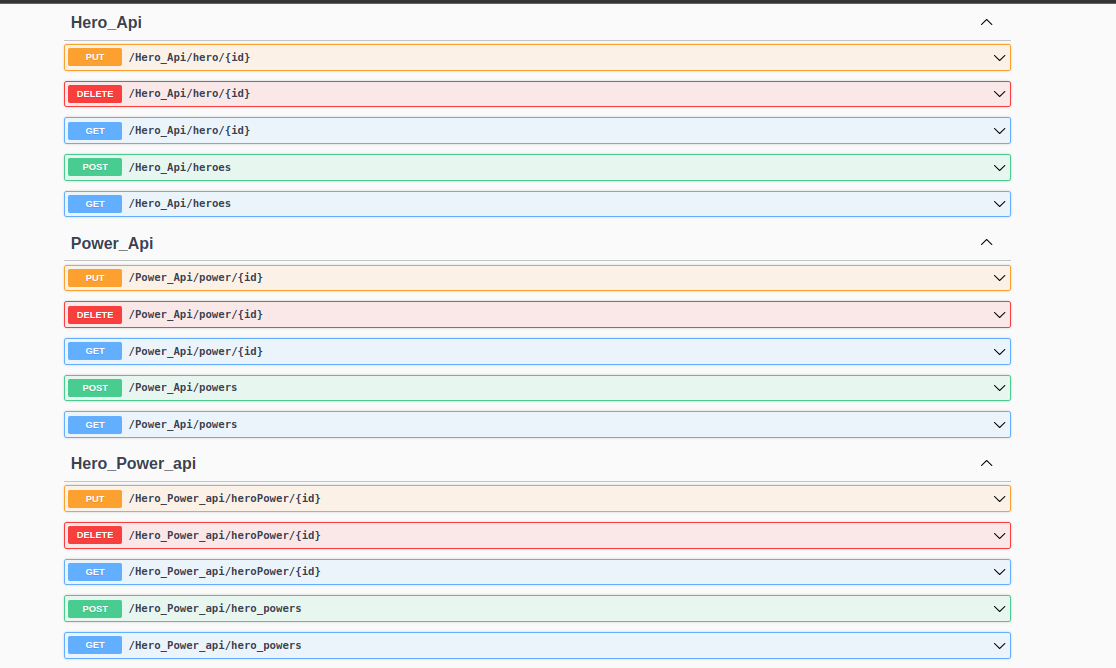 Hero_Api
PUT /Hero_Api/hero/{id}
DELETE /Hero_Api/hero/{id}
GET /Hero_Api/hero/{id}
POST /Hero_Api/heroes
GET /Hero_Api/heroes
Power_Api
PUT /Power_Api/power/{id}
DELETE /Power_Api/power/{id}
GET /Power_Api/power/{id}
POST /Power_Api/powers
GET /Power_Api/powers
Hero_Power_api
PUT /Hero_Power_api/heroPower/{id}
DELETE /Hero_Power_api/heroPower/{id}
GET /Hero_Power_api/heroPower/{id}
POST /Hero_Power_api/hero_powers
GET /Hero_Power_api/hero_powers